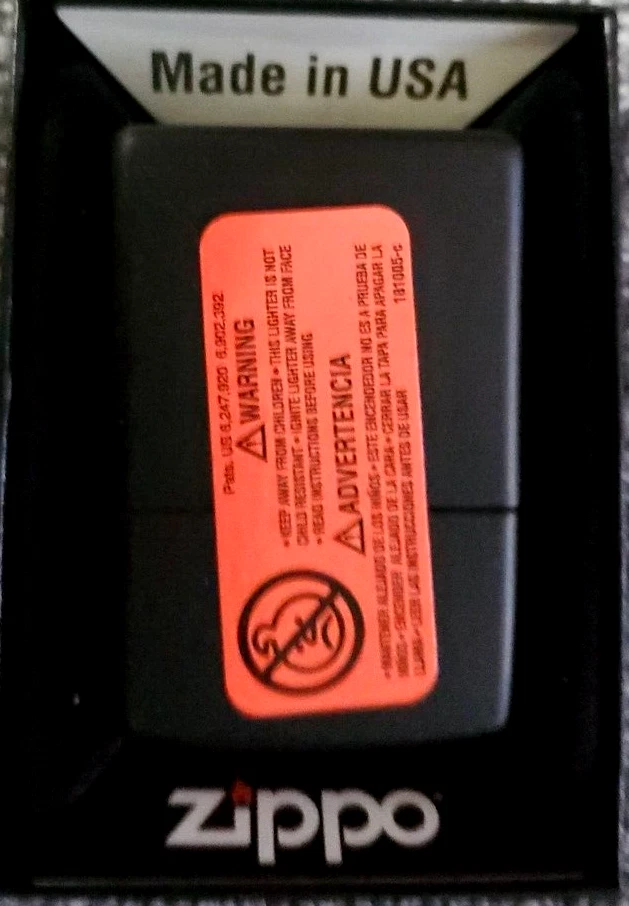 Made in USA
Pats. US 6,247,920 6,902,392
WARNING
• KEEP AWAY FROM CHILDREN • THIS LIGHTER IS NOT
CHILD RESISTANT • IGNITE LIGHTER AWAY FROM FACE
• READ INSTRUCTIONS BEFORE USING
ADVERTENCIA
• MANTENER ALEJADO DE LOS NIÑOS • ESTE ENCENDEDOR NO ES A PRUEBA DE
NIÑOS • ENCENDER ALEJADO DE LA CARA • CERRAR LA TAPA PARA APAGAR LA
LLAMA • LEER LAS INSTRUCCIONES ANTES DE USAR
181005-c
zippo